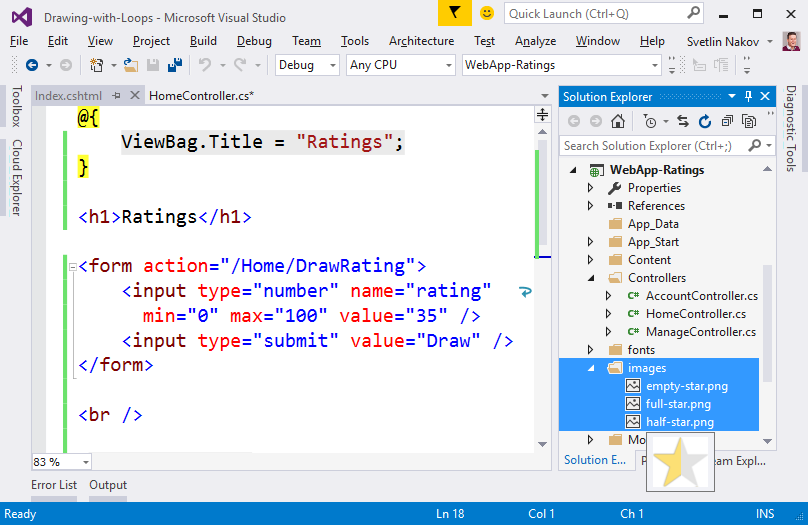 Drawing-with-Loops - Microsoft Visual Studio
Quick Launch (Ctrl+Q)
File Edit View Project Build Debug Team Tools Architecture Test Analyze Window Help Svetlin Nakov
Debug Any CPU WebApp-Ratings
Toolbox
Cloud Explorer
Index.cshtml HomeController.cs*
@{
ViewBag.Title = "Ratings";
}
<h1>Ratings</h1>
<form action="/Home/DrawRating">
<input type="number" name="rating"
min="0" max="100" value="35" />
<input type="submit" value="Draw" />
</form>
<br />
83 %
Solution Explorer
Search Solution Explorer (Ctrl+;)
WebApp-Ratings
Properties
References
App_Data
App_Start
Content
Controllers
C# AccountController.cs
C# HomeController.cs
C# ManageController.cs
fonts
images
empty-star.png
full-star.png
half-star.png
Mo
Solution E... eam Expl...
Diagnostic Tools
Error List Output
Ready Ln 18 Col 1 Ch 1 INS